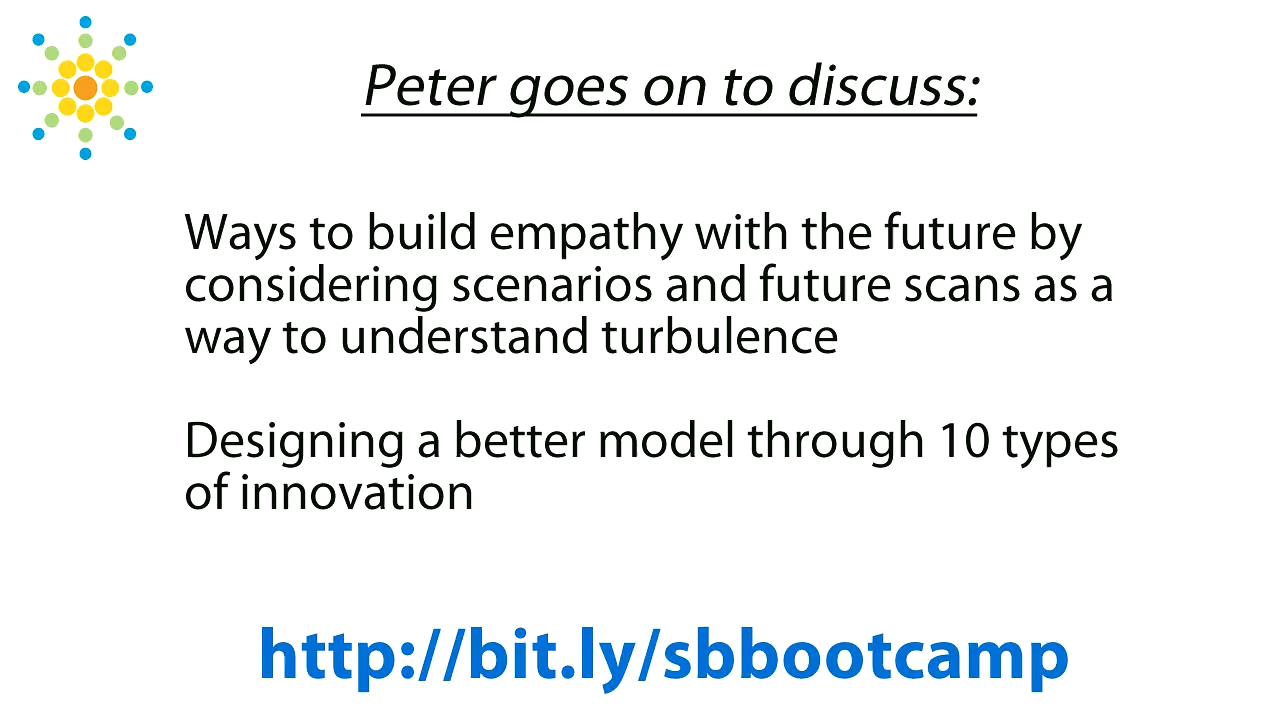 Peter goes on to discuss:
Ways to build empathy with the future by
considering scenarios and future scans as a
way to understand turbulence
Designing a better model through 10 types
of innovation
http://bit.ly/sbbootcamp